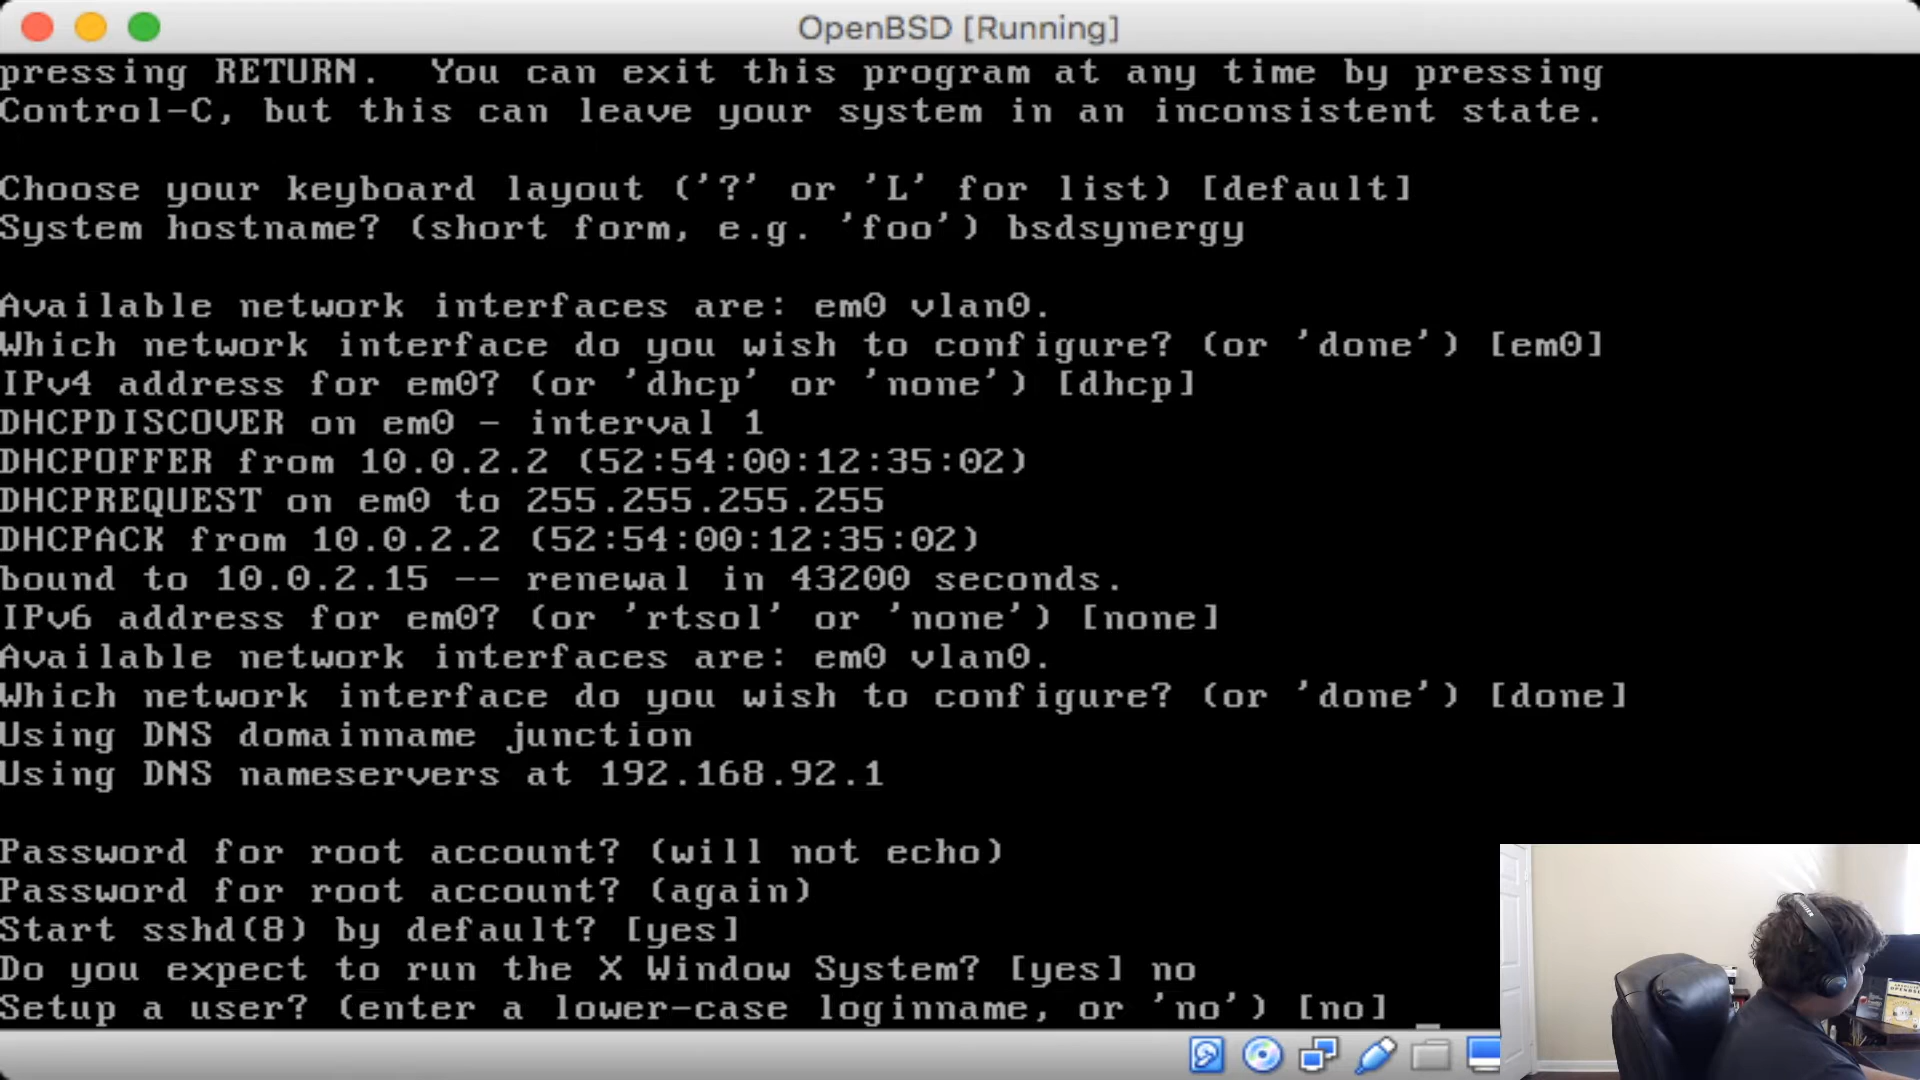 OpenBSD [Running]
pressing RETURN.  You can exit this program at any time by pressing
Control-C, but this can leave your system in an inconsistent state.
Choose your keyboard layout ('?' or 'L' for list) [default]
System hostname? (short form, e.g. 'foo') bsdsynergy
Available network interfaces are: em0 vlan0.
Which network interface do you wish to configure? (or 'done') [em0]
IPv4 address for em0? (or 'dhcp' or 'none') [dhcp]
DHCPDISCOVER on em0 - interval 1
DHCPOFFER from 10.0.2.2 (52:54:00:12:35:02)
DHCPREQUEST on em0 to 255.255.255.255
DHCPACK from 10.0.2.2 (52:54:00:12:35:02)
bound to 10.0.2.15 -- renewal in 43200 seconds.
IPv6 address for em0? (or 'rtsol' or 'none') [none]
Available network interfaces are: em0 vlan0.
Which network interface do you wish to configure? (or 'done') [done]
Using DNS domainname junction
Using DNS nameservers at 192.168.92.1
Password for root account? (will not echo)
Password for root account? (again)
Start sshd(8) by default? [yes]
Do you expect to run the X Window System? [yes] no
Setup a user? (enter a lower-case loginname, or 'no') [no]